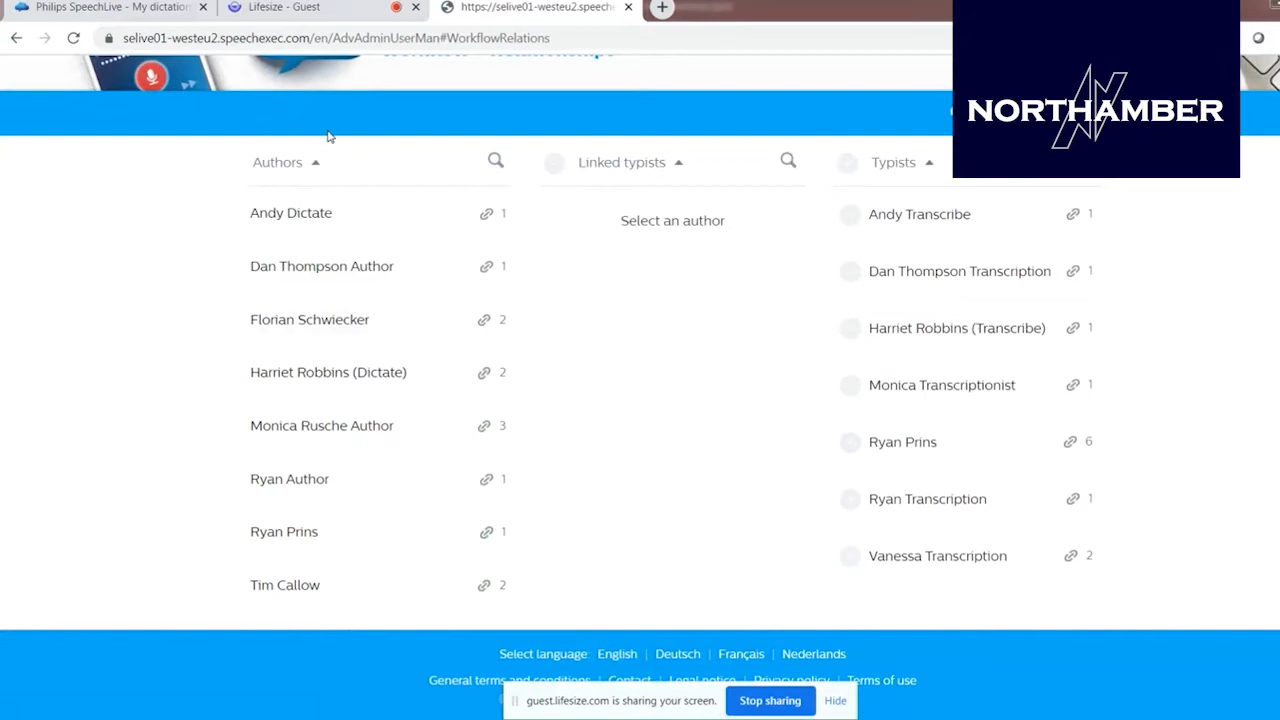 Philips SpeechLive - My dictation
Lifesize - Guest
https://selive01-westeu2.speeche
selive01-westeu2.speechexec.com/en/AdvAdminUserMan#WorkflowRelations
NORTHAMBER
Authors
Linked typists
Typists
Andy Dictate 1
Select an author
Andy Transcribe 1
Dan Thompson Author 1
Dan Thompson Transcription 1
Florian Schwiecker 2
Harriet Robbins (Transcribe) 1
Harriet Robbins (Dictate) 2
Monica Transcriptionist 1
Monica Rusche Author 3
Ryan Prins 6
Ryan Author 1
Ryan Transcription 1
Ryan Prins 1
Vanessa Transcription 2
Tim Callow 2
Select language: English | Deutsch | Français | Nederlands
General terms and conditions | Contact | Legal notice | Privacy policy | Terms of use
guest.lifesize.com is sharing your screen.
Stop sharing
Hide